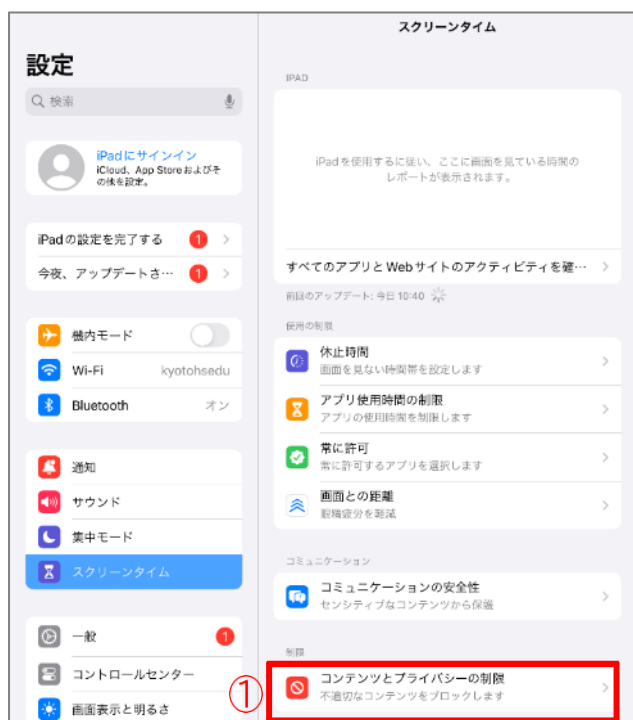 スクリーンタイム
設定
検索
iPadにサインイン
iCloud、App Storeおよびそ
の他を設定。
iPadの設定を完了する 1
今夜、アップデートさ… 1
機内モード
Wi-Fi kyotohsedu
Bluetooth オン
通知
サウンド
集中モード
スクリーンタイム
一般 1
コントロールセンター
画面表示と明るさ
IPAD
iPadを使用するに従い、ここに画面を見ている時間の
レポートが表示されます。
すべてのアプリとWebサイトのアクティビティを確…
前回のアップデート: 今日 10:40
使用の制限
休止時間
画面を見ない時間帯を設定します
アプリ使用時間の制限
アプリの使用時間を制限します
常に許可
常に許可するアプリを選択します
画面との距離
眼精疲労を軽減
コミュニケーション
コミュニケーションの安全性
センシティブなコンテンツから保護
制限
①
コンテンツとプライバシーの制限
不適切なコンテンツをブロックします